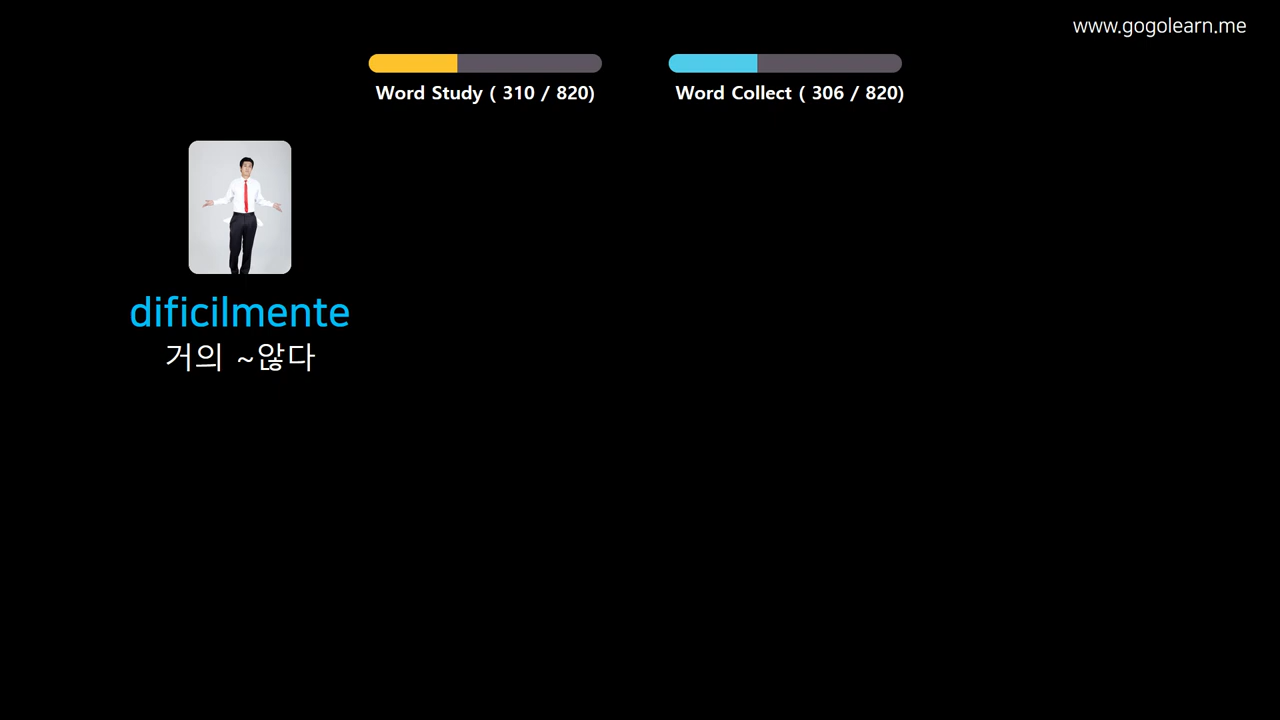 www.gogolearn.me
Word Study ( 310 / 820)
Word Collect ( 306 / 820)
dificilmente
거의 ~않다